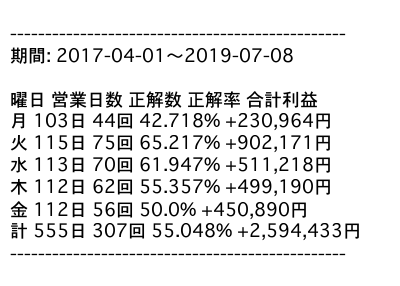 ------------------------------------------------
期間: 2017-04-01〜2019-07-08
曜日 営業日数 正解数 正解率 合計利益
月 103日 44回 42.718% +230,964円
火 115日 75回 65.217% +902,171円
水 113日 70回 61.947% +511,218円
木 112日 62回 55.357% +499,190円
金 112日 56回 50.0% +450,890円
計 555日 307回 55.048% +2,594,433円
------------------------------------------------